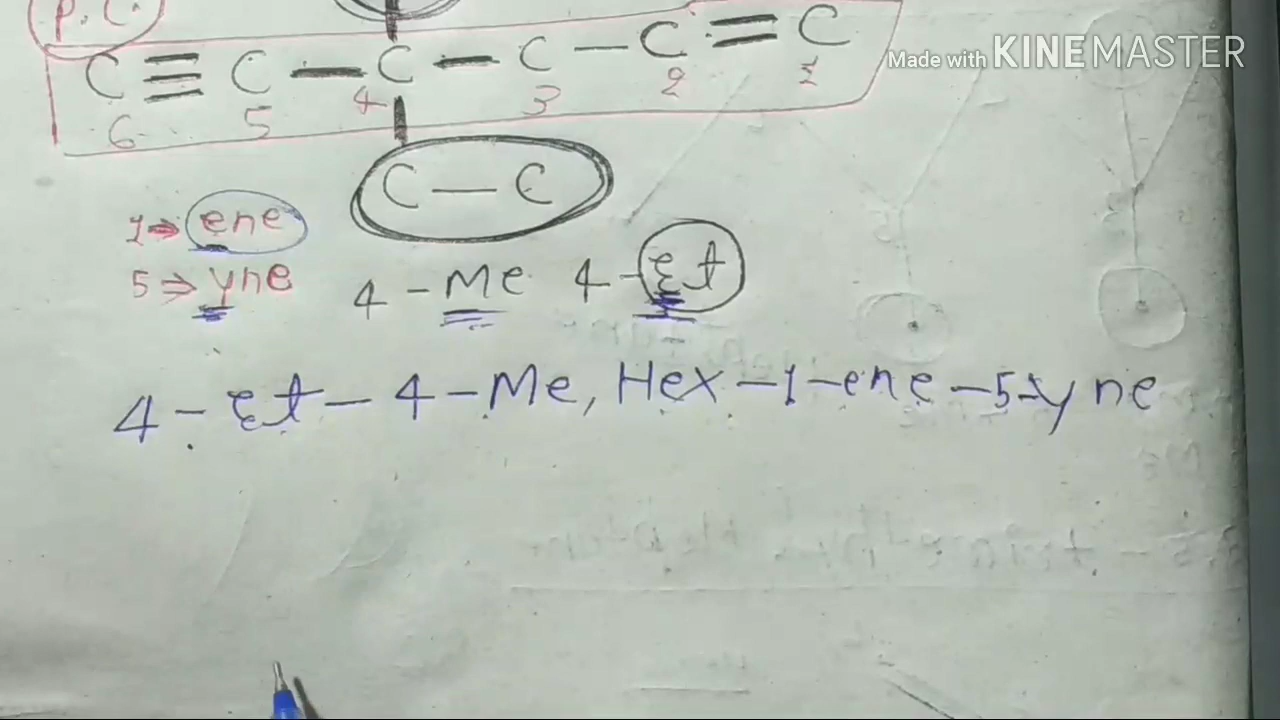 P.C.
C ≡ C — C — C — C = C
6 5 4 3 2 1
C — C
1 → ene
5 ⇒ yne 4 - Me 4 - Et
4 - Et - 4 - Me, Hex - 1 - ene - 5 - yne
Made with KINEMASTER